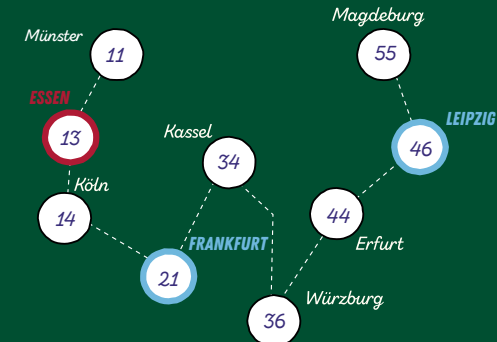 Magdeburg
Münster
11
55
ESSEN
13
LEIPZIG
46
Kassel
34
Köln
14
44
Erfurt
FRANKFURT
21
Würzburg
36